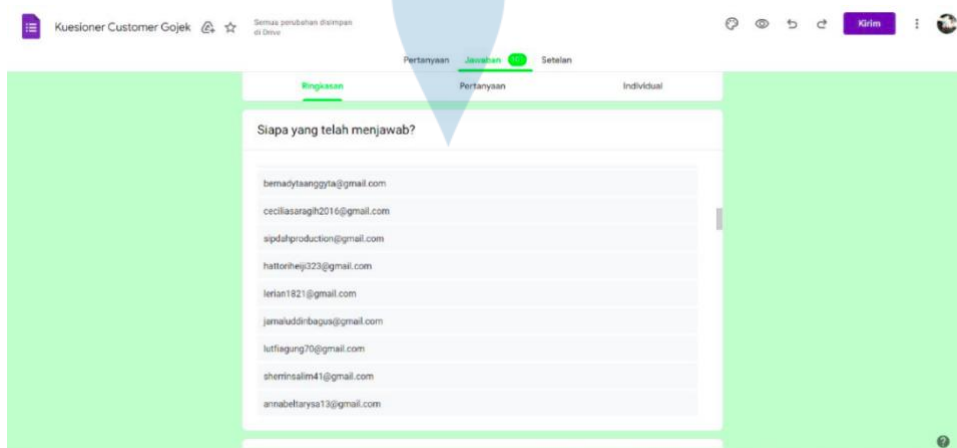 Kuesioner Customer Gojek
Semua perubahan disimpan
di Drive
Kirim
Pertanyaan Jawaban Setelan
Ringkasan Pertanyaan Individual
Siapa yang telah menjawab?
bernadytaanggyta@gmail.com
ceciliasaragih2016@gmail.com
sipdahproduction@gmail.com
hattoriheiji323@gmail.com
lerian1821@gmail.com
jamaluddinbagus@gmail.com
lutfiagung70@gmail.com
sherrinsalim41@gmail.com
annabeltarysa13@gmail.com